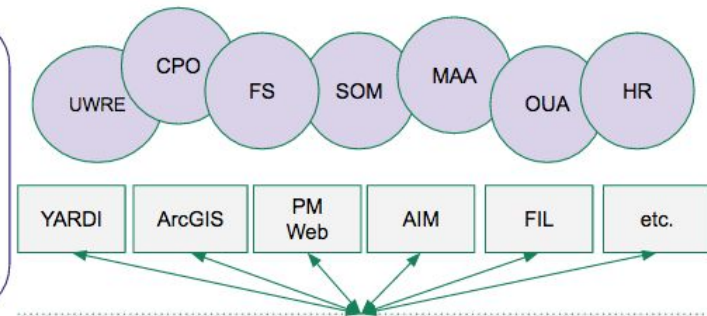 UWRE
CPO
FS
SOM
MAA
OUA
HR
YARDI
ArcGIS
PM
Web
AIM
FIL
etc.